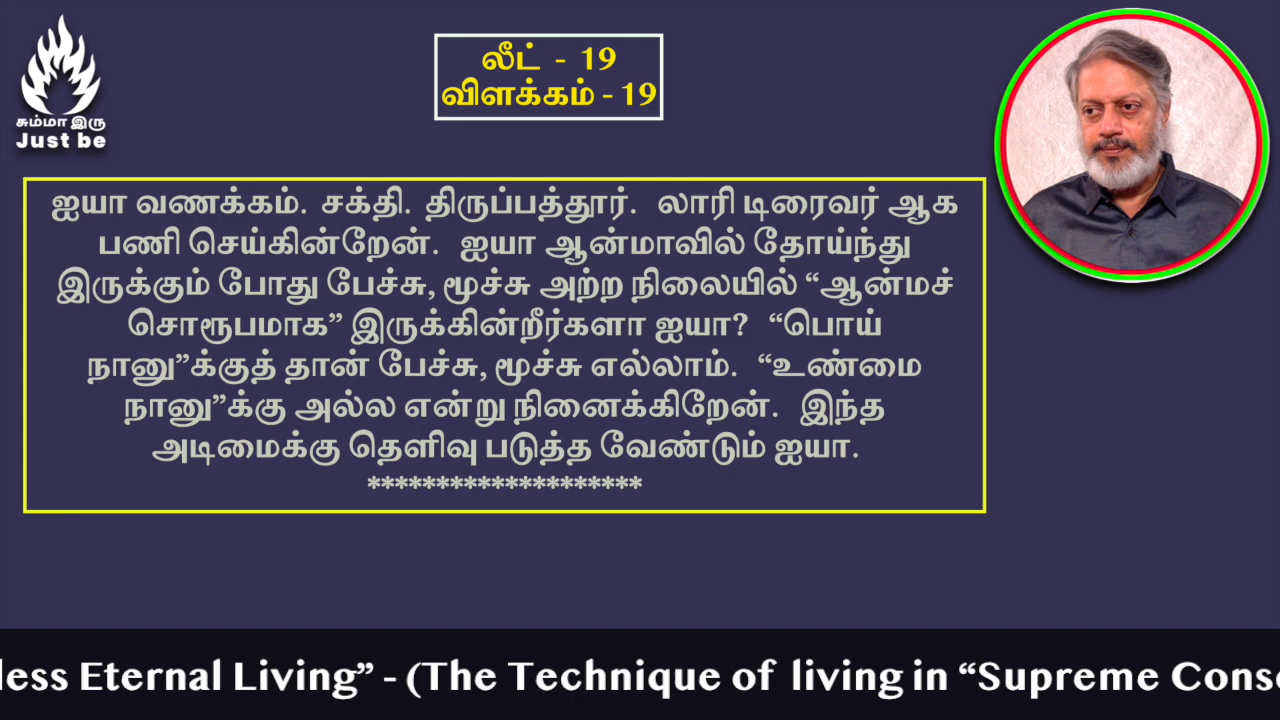 லீட் - 19
விளக்கம் - 19
சும்மா இரு
Just be
ஐயா வணக்கம். சக்தி. திருப்பத்தூர். லாரி டிரைவர் ஆக
பணி செய்கின்றேன். ஐயா ஆன்மாவில் தோய்ந்து
இருக்கும் போது பேச்சு, மூச்சு அற்ற நிலையில் “ஆன்மச்
சொரூபமாக” இருக்கின்றீர்களா ஐயா? “பொய்
நானு”க்குத் தான் பேச்சு, மூச்சு எல்லாம். “உண்மை
நானு”க்கு அல்ல என்று நினைக்கிறேன். இந்த
அடிமைக்கு தெளிவு படுத்த வேண்டும் ஐயா.
********************
less Eternal Living” - (The Technique of living in “Supreme Conse